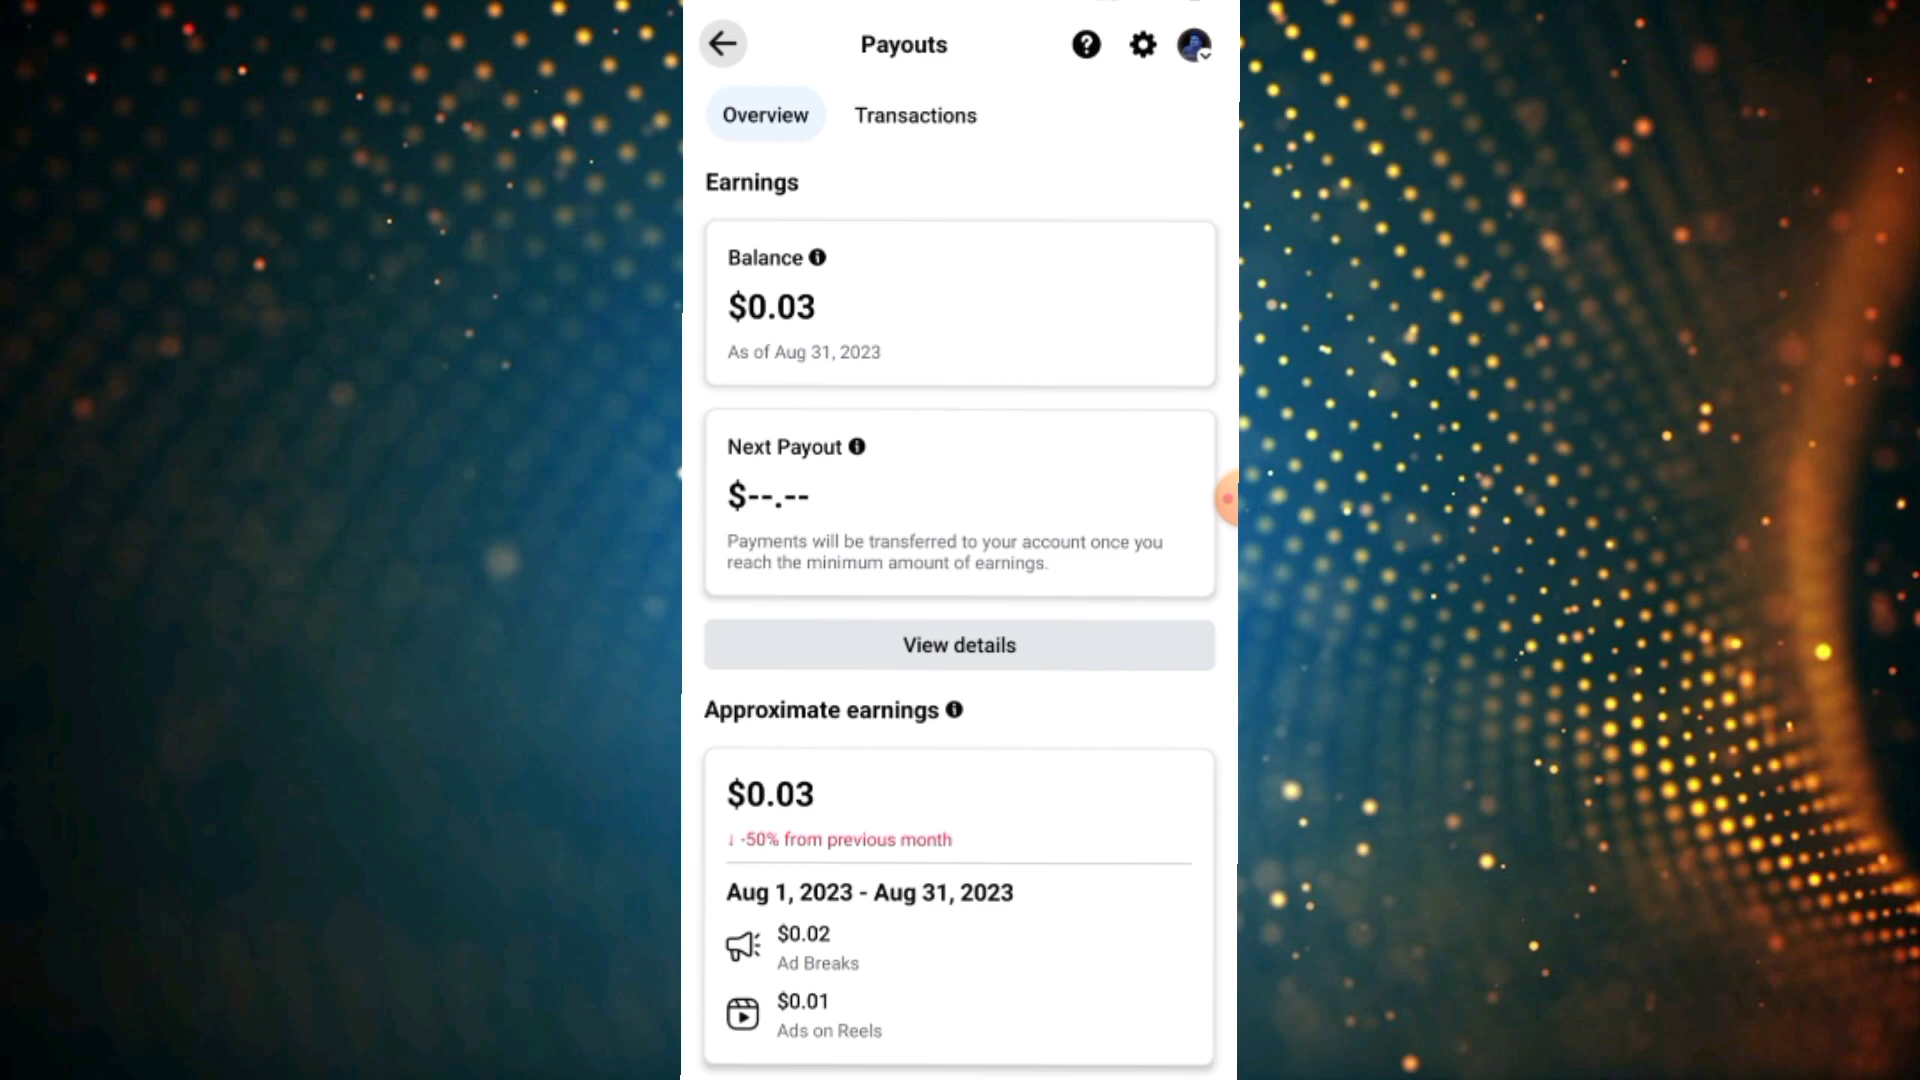 Payouts
Overview
Transactions
Earnings
Balance
$0.03
As of Aug 31, 2023
Next Payout
$--.--
Payments will be transferred to your account once you
reach the minimum amount of earnings.
View details
Approximate earnings
$0.03
↓ -50% from previous month
Aug 1, 2023 - Aug 31, 2023
$0.02
Ad Breaks
$0.01
Ads on Reels